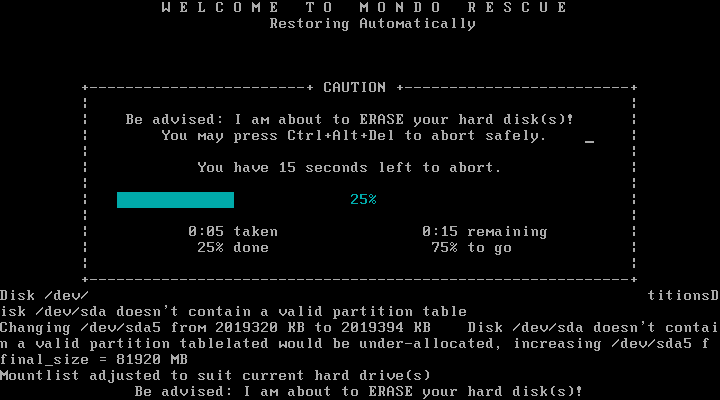 W E L C O M E   T O   M O N D O   R E S C U E
Restoring Automatically
CAUTION
Be advised: I am about to ERASE your hard disk(s)!
You may press Ctrl+Alt+Del to abort safely.
You have 15 seconds left to abort.
25%
0:05 taken 0:15 remaining
25% done 75% to go
Disk /dev/ titionsD
isk /dev/sda doesn't contain a valid partition table
Changing /dev/sda5 from 2019320 KB to 2019394 KB    Disk /dev/sda doesn't contai
n a valid partition tablelated would be under-allocated, increasing /dev/sda5 f
final_size = 81920 MB
Mountlist adjusted to suit current hard drive(s)
Be advised: I am about to ERASE your hard disk(s)!